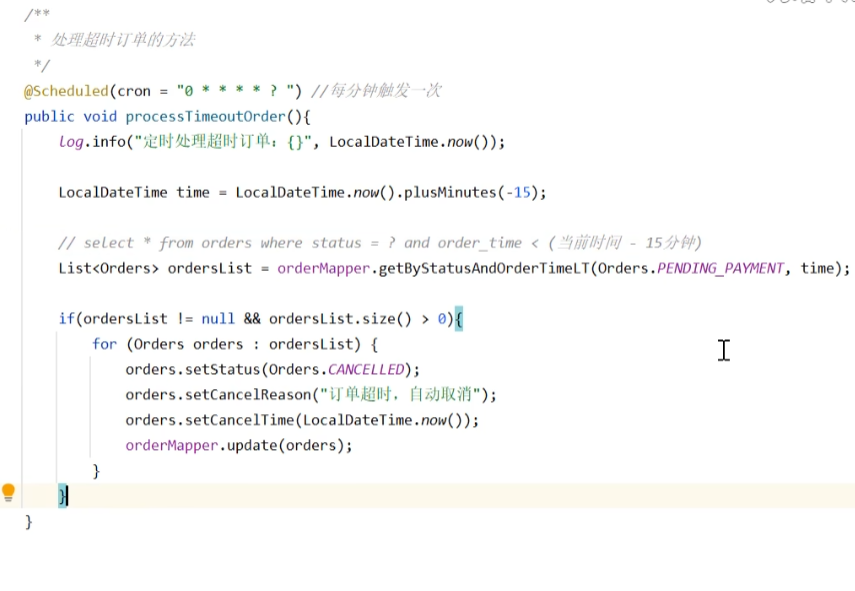 /**
 * 处理超时订单的方法
 */
@Scheduled(cron = "0 * * * * ? ") //每分钟触发一次
public void processTimeoutOrder(){
    log.info("定时处理超时订单：{}", LocalDateTime.now());
    LocalDateTime time = LocalDateTime.now().plusMinutes(-15);
    // select * from orders where status = ? and order_time < (当前时间 - 15分钟)
    List<Orders> ordersList = orderMapper.getByStatusAndOrderTimeLT(Orders.PENDING_PAYMENT, time);
    if(ordersList != null && ordersList.size() > 0){
        for (Orders orders : ordersList) {
            orders.setStatus(Orders.CANCELLED);
            orders.setCancelReason("订单超时，自动取消");
            orders.setCancelTime(LocalDateTime.now());
            orderMapper.update(orders);
        }
    }
}